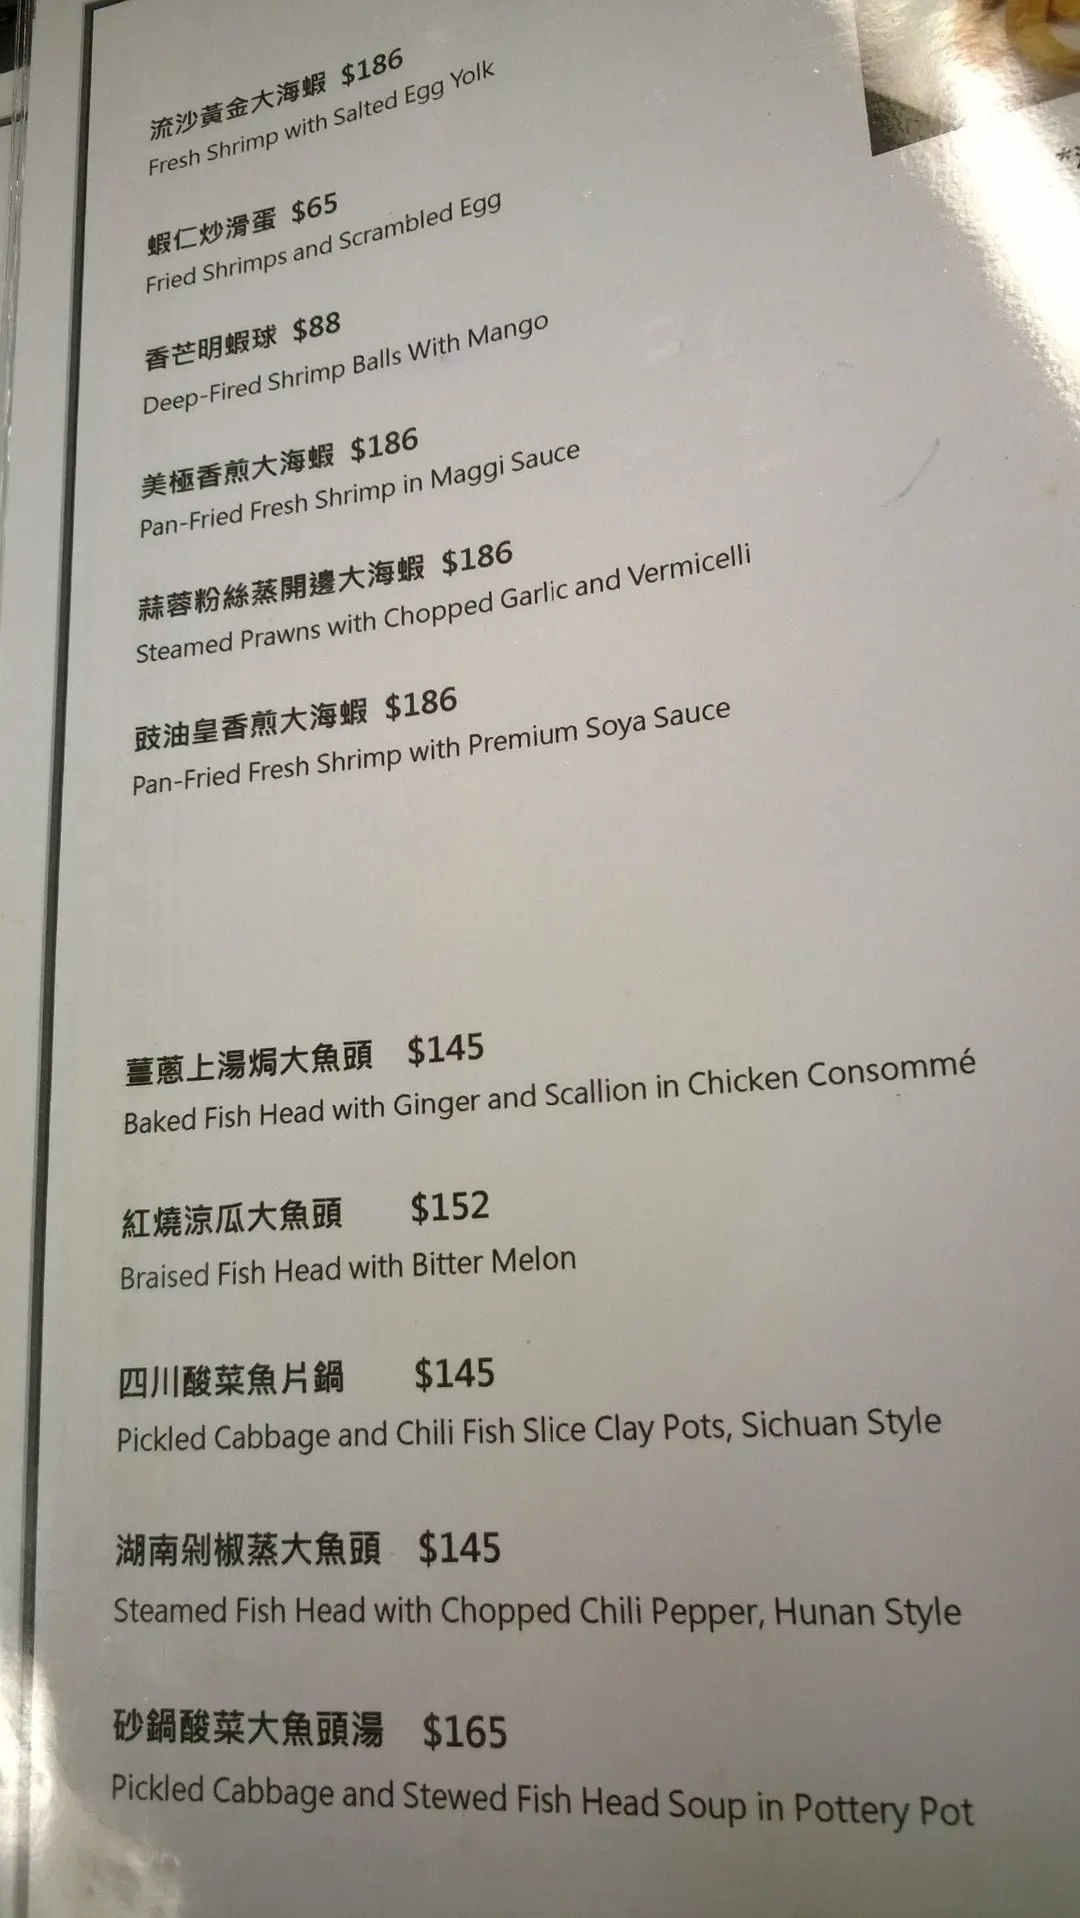 流沙黃金大海蝦 $186
Fresh Shrimp with Salted Egg Yolk
蝦仁炒滑蛋 $65
Fried Shrimps and Scrambled Egg
香芒明蝦球 $88
Deep-Fired Shrimp Balls With Mango
美極香煎大海蝦 $186
Pan-Fried Fresh Shrimp in Maggi Sauce
蒜蓉粉絲蒸開邊大海蝦 $186
Steamed Prawns with Chopped Garlic and Vermicelli
豉油皇香煎大海蝦 $186
Pan-Fried Fresh Shrimp with Premium Soya Sauce
薑蔥上湯焗大魚頭 $145
Baked Fish Head with Ginger and Scallion in Chicken Consommé
紅燒涼瓜大魚頭 $152
Braised Fish Head with Bitter Melon
四川酸菜魚片鍋 $145
Pickled Cabbage and Chili Fish Slice Clay Pots, Sichuan Style
湖南剁椒蒸大魚頭 $145
Steamed Fish Head with Chopped Chili Pepper, Hunan Style
砂鍋酸菜大魚頭湯 $165
Pickled Cabbage and Stewed Fish Head Soup in Pottery Pot